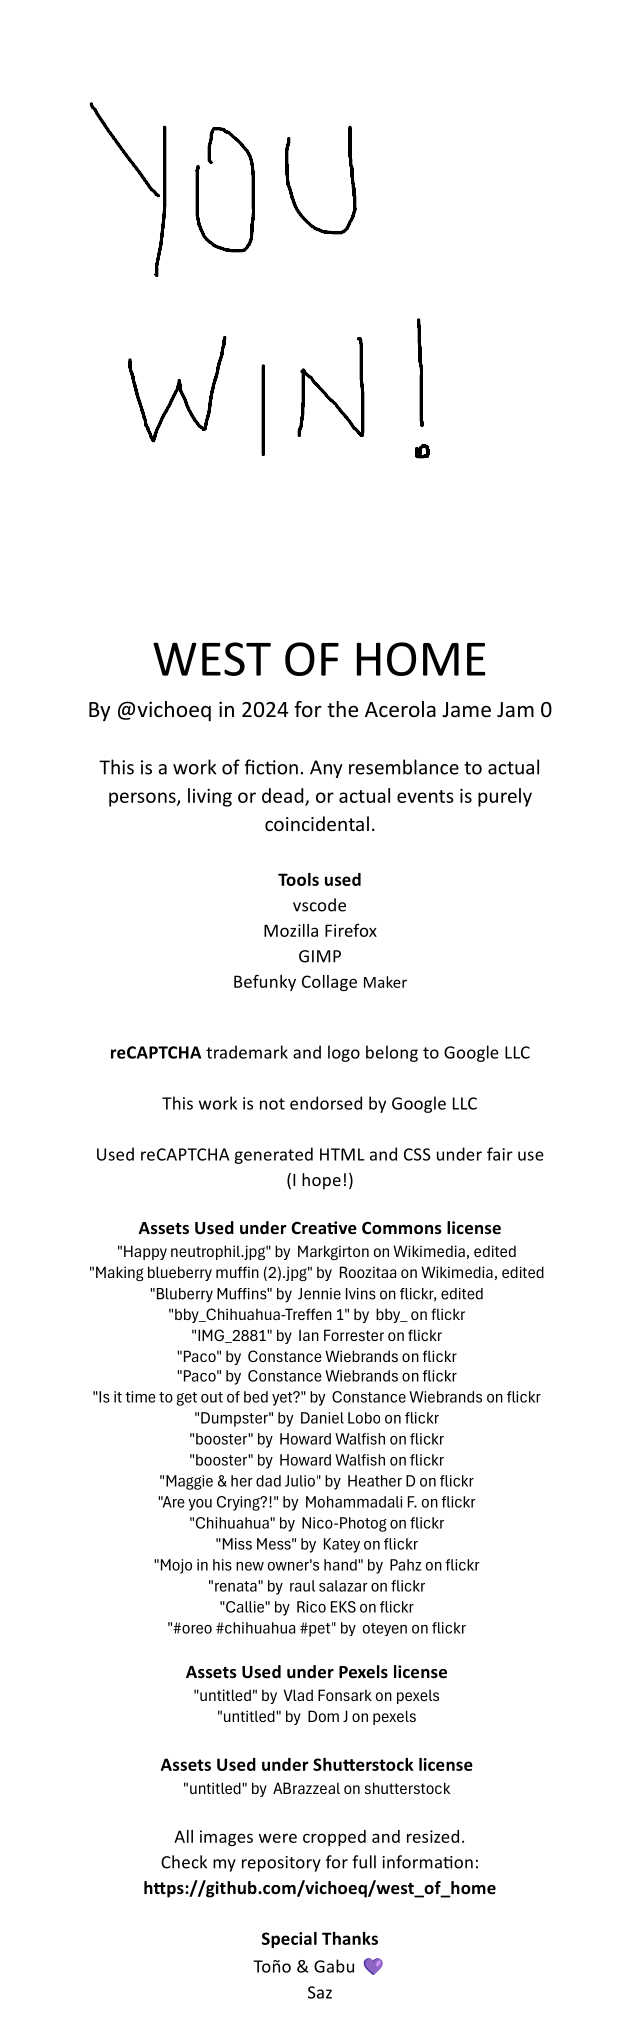 YOU
WIN!
WEST OF HOME
By @vichoeq in 2024 for the Acerola Jame Jam 0
This is a work of fiction. Any resemblance to actual
persons, living or dead, or actual events is purely
coincidental.
Tools used
vscode
Mozilla Firefox
GIMP
Befunky Collage Maker
reCAPTCHA trademark and logo belong to Google LLC
This work is not endorsed by Google LLC
Used reCAPTCHA generated HTML and CSS under fair use
(I hope!)
Assets Used under Creative Commons license
"Happy neutrophil.jpg" by Markgirton on Wikimedia, edited
"Making blueberry muffin (2).jpg" by Roozitaa on Wikimedia, edited
"Bluberry Muffins" by Jennie Ivins on flickr, edited
"bby_Chihuahua-Treffen 1" by bby_ on flickr
"IMG_2881" by Ian Forrester on flickr
"Paco" by Constance Wiebrands on flickr
"Paco" by Constance Wiebrands on flickr
"Is it time to get out of bed yet?" by Constance Wiebrands on flickr
"Dumpster" by Daniel Lobo on flickr
"booster" by Howard Walfish on flickr
"booster" by Howard Walfish on flickr
"Maggie & her dad Julio" by Heather D on flickr
"Are you Crying?!" by Mohammadali F. on flickr
"Chihuahua" by Nico-Photog on flickr
"Miss Mess" by Katey on flickr
"Mojo in his new owner's hand" by Pahz on flickr
"renata" by raul salazar on flickr
"Callie" by Rico EKS on flickr
"#oreo #chihuahua #pet" by oteyen on flickr
Assets Used under Pexels license
"untitled" by Vlad Fonsark on pexels
"untitled" by Dom J on pexels
Assets Used under Shutterstock license
"untitled" by ABrazzeal on shutterstock
All images were cropped and resized.
Check my repository for full information:
https://github.com/vichoeq/west_of_home
Special Thanks
Toño & Gabu 💜
Saz